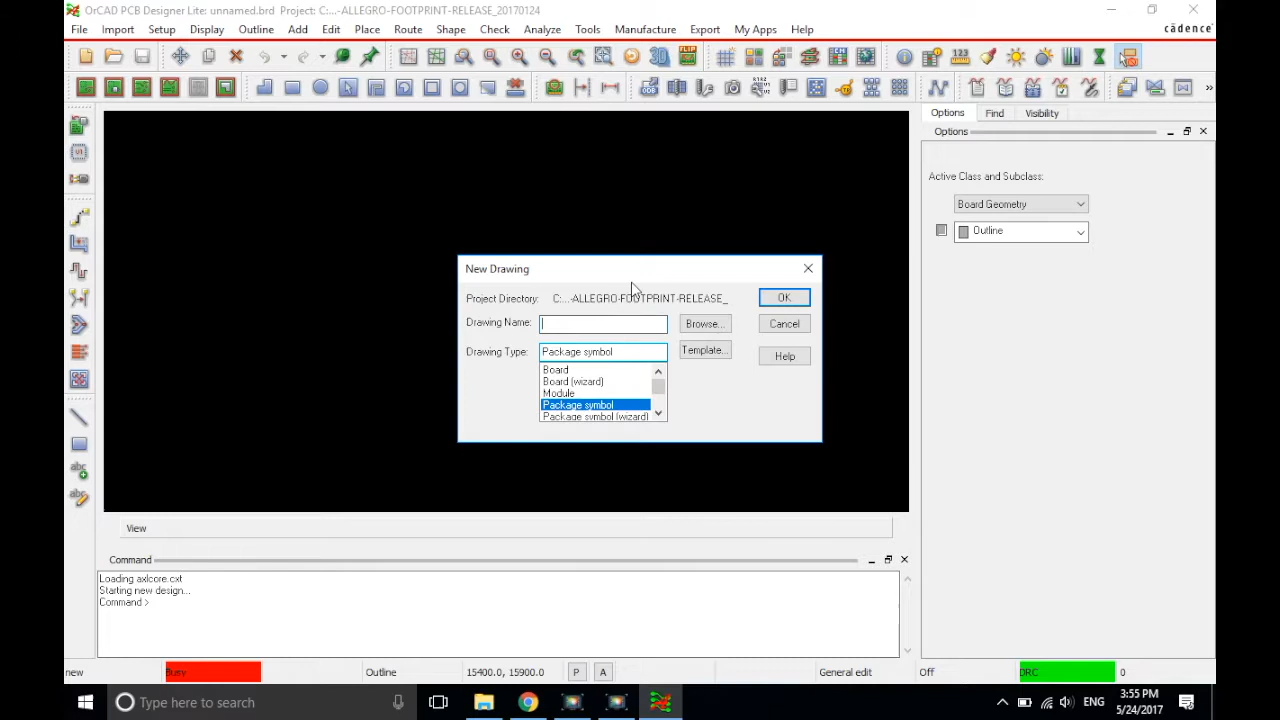 OrCAD PCB Designer Lite: unnamed.brd Project: C:...-ALLEGRO-FOOTPRINT-RELEASE_20170124
File Import Setup Display Outline Add Edit Place Route Shape Check Analyze Tools Manufacture Export My Apps Help
cādence
Options Find Visibility
Options
Active Class and Subclass:
Board Geometry
Outline
New Drawing
Project Directory: C:...-ALLEGRO-FOOTPRINT-RELEASE_
OK
Drawing Name: Browse... Cancel
Drawing Type: Package symbol Template...
Help
Board
Board (wizard)
Module
Package symbol
Package symbol (wizard)
View
Command
Loading axlcore.cxt
Starting new design...
Command >
new Busy Outline 15400.0, 15900.0 P A General edit Off DRC 0
Type here to search
ENG
3:55 PM
5/24/2017